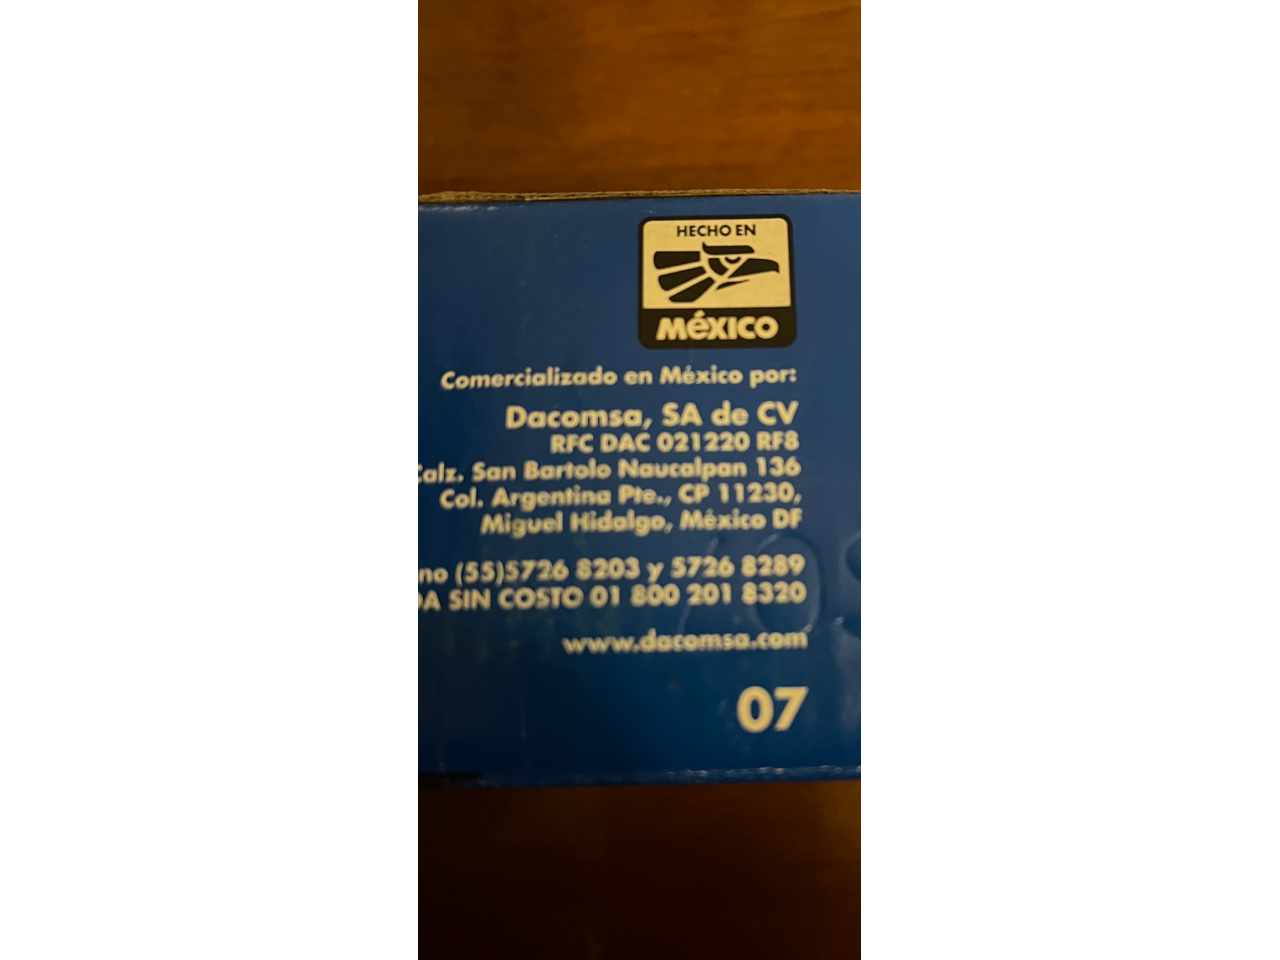 HECHO EN
MéXICO
Comercializado en México por:
Dacomsa, SA de CV
RFC DAC 021220 RF8
alz. San Bartolo Naucalpan 136
Col. Argentina Pte., CP 11230,
Miguel Hidalgo, México DF
no (55)5726 8203 y 5726 8289
A SIN COSTO 01 800 201 8320
www.dacomsa.com
07